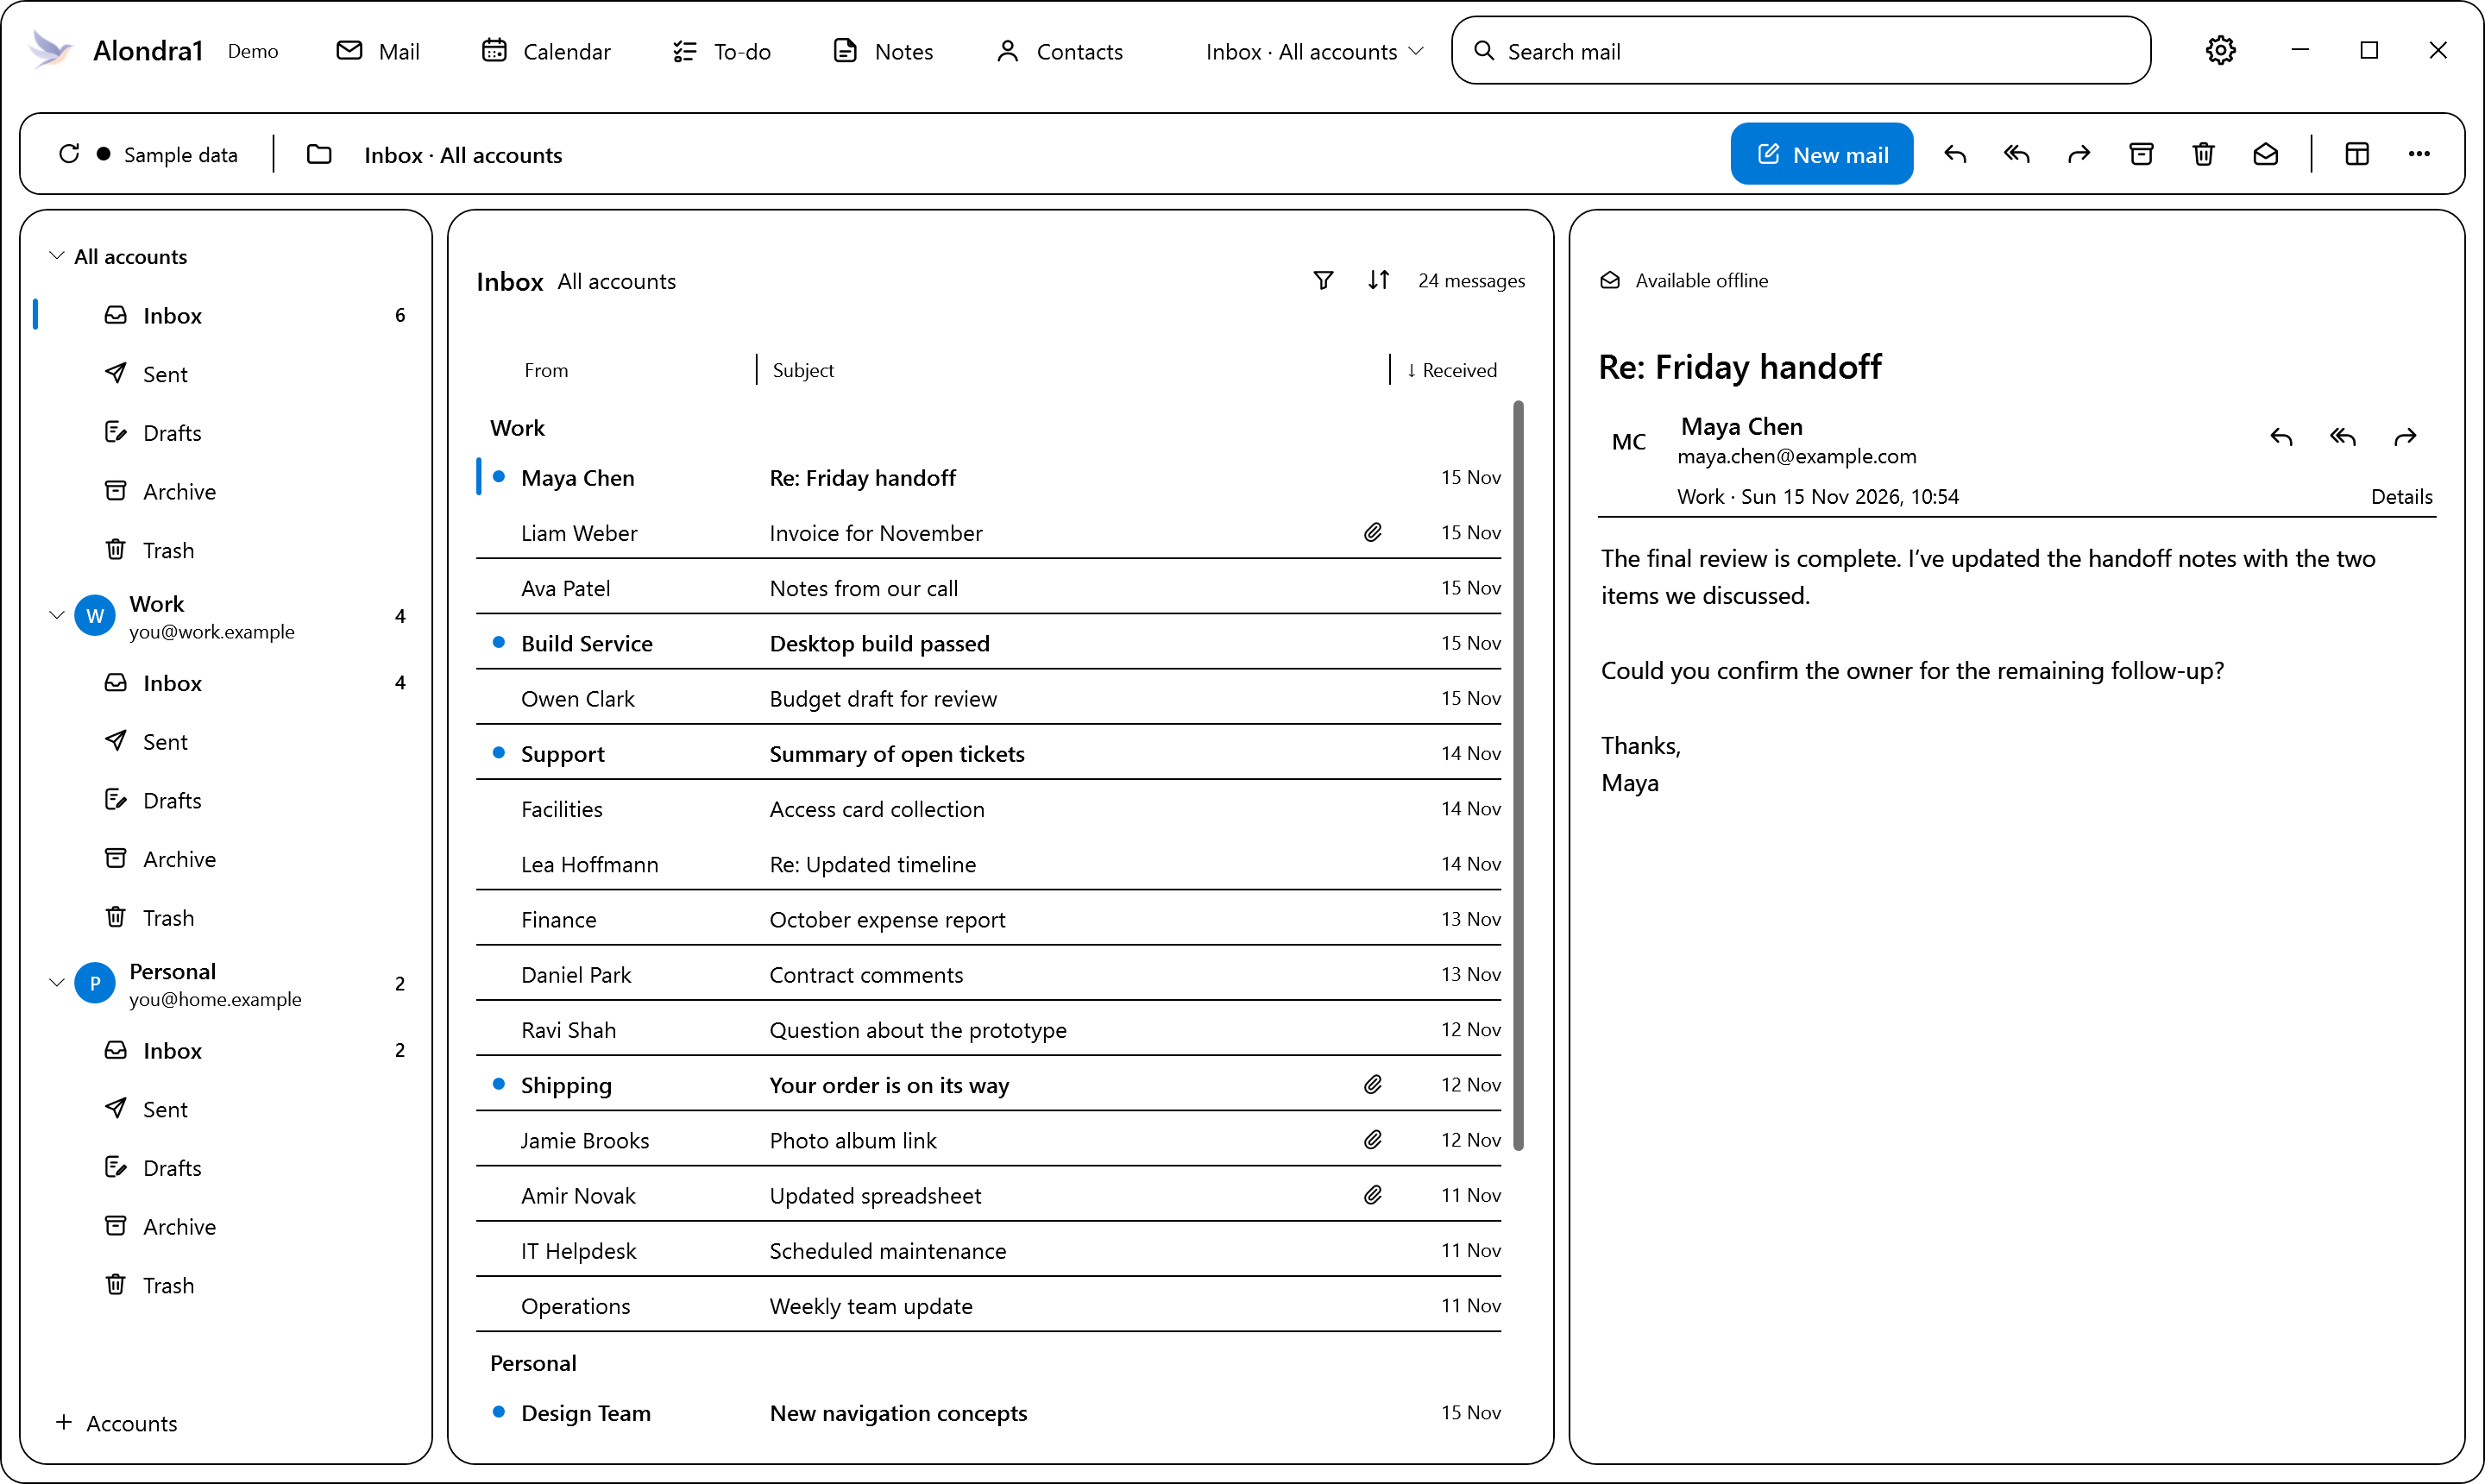 Alondra1 Demo Mail Calendar To-do Notes Contacts Inbox · All accounts Search mail
Sample data Inbox · All accounts New mail
All accounts
Inbox 6
Sent
Drafts
Archive
Trash
W Work 4
you@work.example
Inbox 4
Sent
Drafts
Archive
Trash
P Personal 2
you@home.example
Inbox 2
Sent
Drafts
Archive
Trash
Accounts
Inbox All accounts 24 messages
From Subject ↓ Received
Work
Maya Chen Re: Friday handoff 15 Nov
Liam Weber Invoice for November 15 Nov
Ava Patel Notes from our call 15 Nov
Build Service Desktop build passed 15 Nov
Owen Clark Budget draft for review 15 Nov
Support Summary of open tickets 14 Nov
Facilities Access card collection 14 Nov
Lea Hoffmann Re: Updated timeline 14 Nov
Finance October expense report 13 Nov
Daniel Park Contract comments 13 Nov
Ravi Shah Question about the prototype 12 Nov
Shipping Your order is on its way 12 Nov
Jamie Brooks Photo album link 12 Nov
Amir Novak Updated spreadsheet 11 Nov
IT Helpdesk Scheduled maintenance 11 Nov
Operations Weekly team update 11 Nov
Personal
Design Team New navigation concepts 15 Nov
Available offline
Re: Friday handoff
MC Maya Chen
maya.chen@example.com
Work · Sun 15 Nov 2026, 10:54 Details
The final review is complete. I’ve updated the handoff notes with the two
items we discussed.
Could you confirm the owner for the remaining follow-up?
Thanks,
Maya